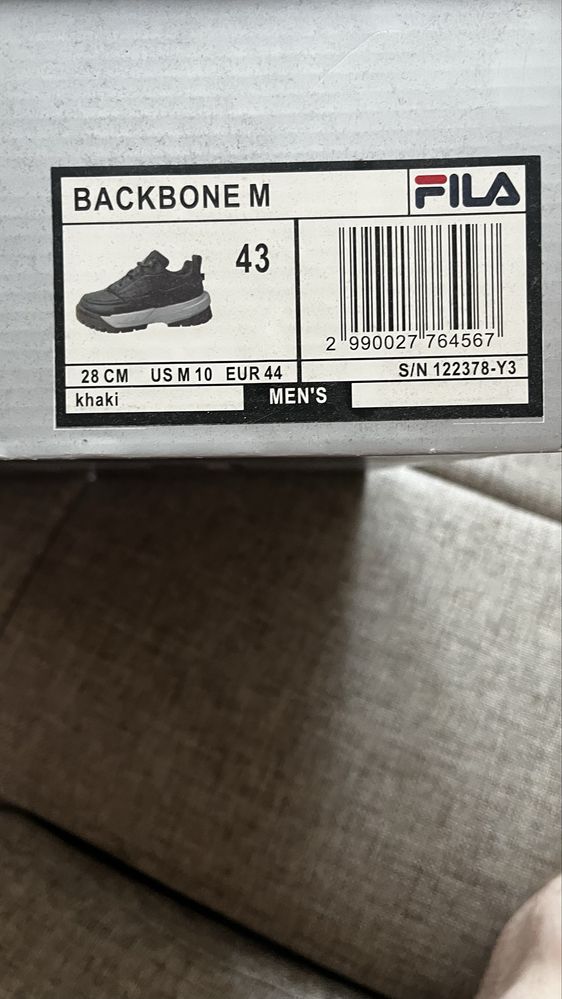 BACKBONE M
FILA
43
2 990027 764567
28 CM US M 10 EUR 44
S/N 122378-Y3
khaki
MEN'S